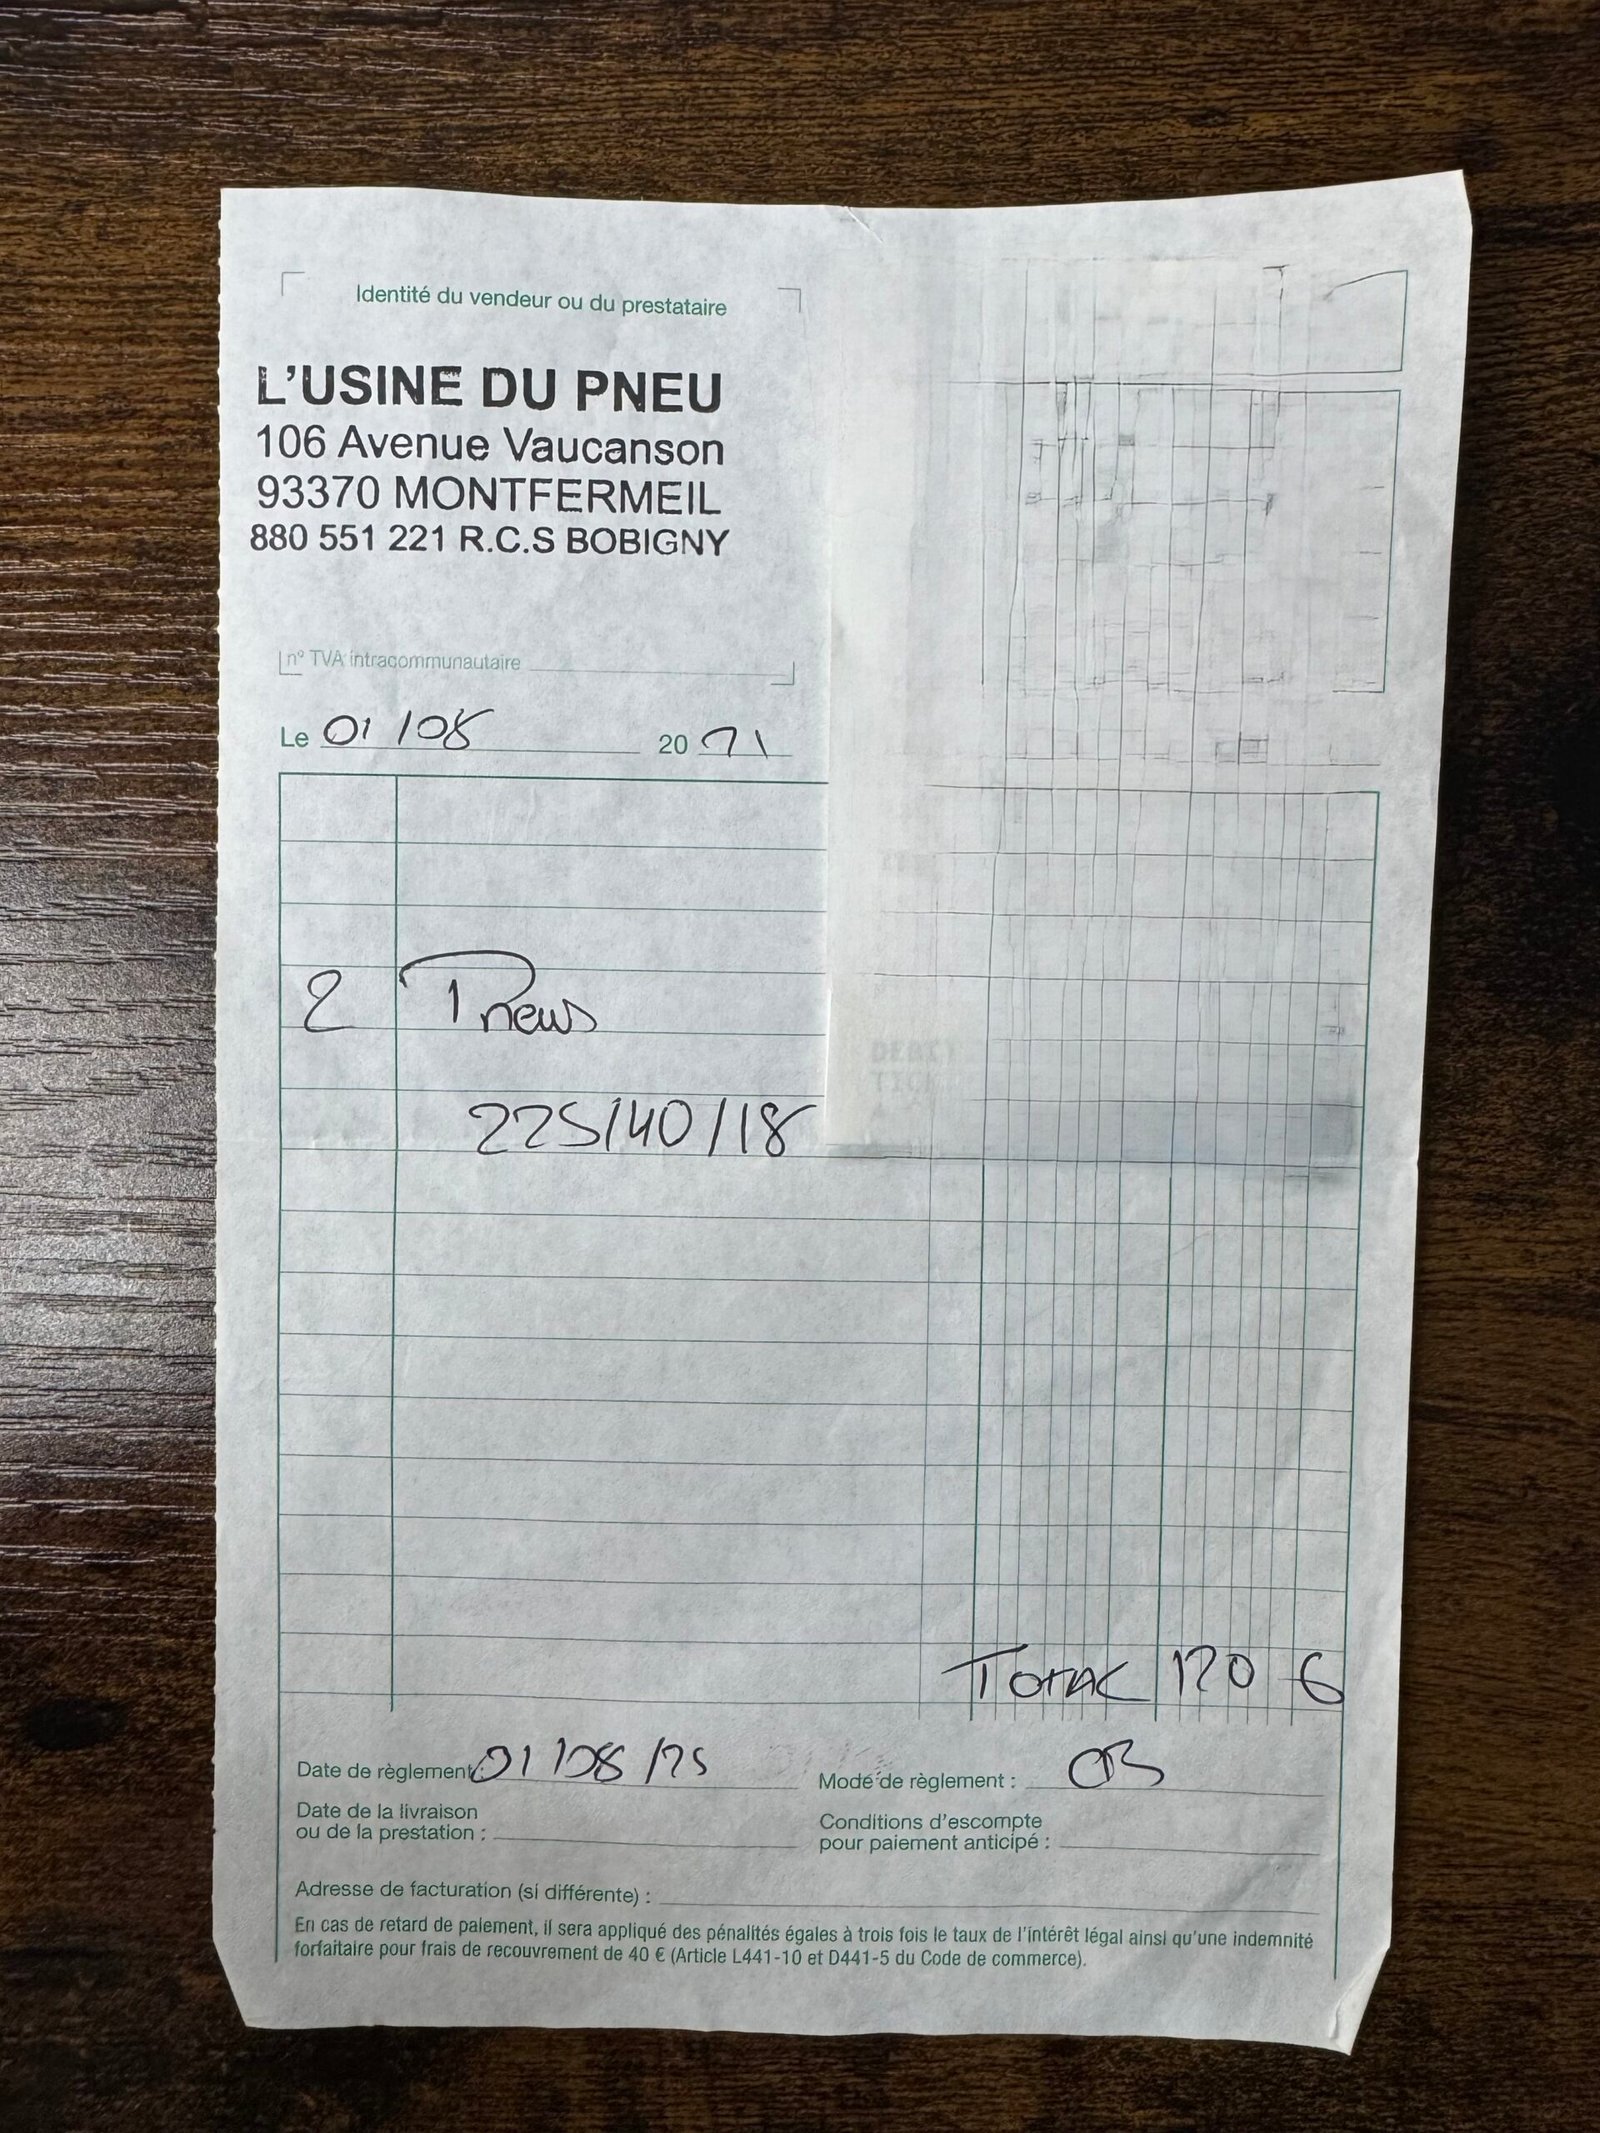 Identité du vendeur ou du prestataire
L'USINE DU PNEU
106 Avenue Vaucanson
93370 MONTFERMEIL
880 551 221 R.C.S BOBIGNY
n° TVA intracommunautaire
Le 01/08 20
2 Pneus
225/40/18
Total 120 €
Date de règlement : 01/08/25
Mode de règlement : CB
Date de la livraison
ou de la prestation :
Conditions d'escompte
pour paiement anticipé :
Adresse de facturation (si différente) :
En cas de retard de paiement, il sera appliqué des pénalités égales à trois fois le taux de l'intérêt légal ainsi qu'une indemnité
forfaitaire pour frais de recouvrement de 40 € (Article L441-10 et D441-5 du Code de commerce).